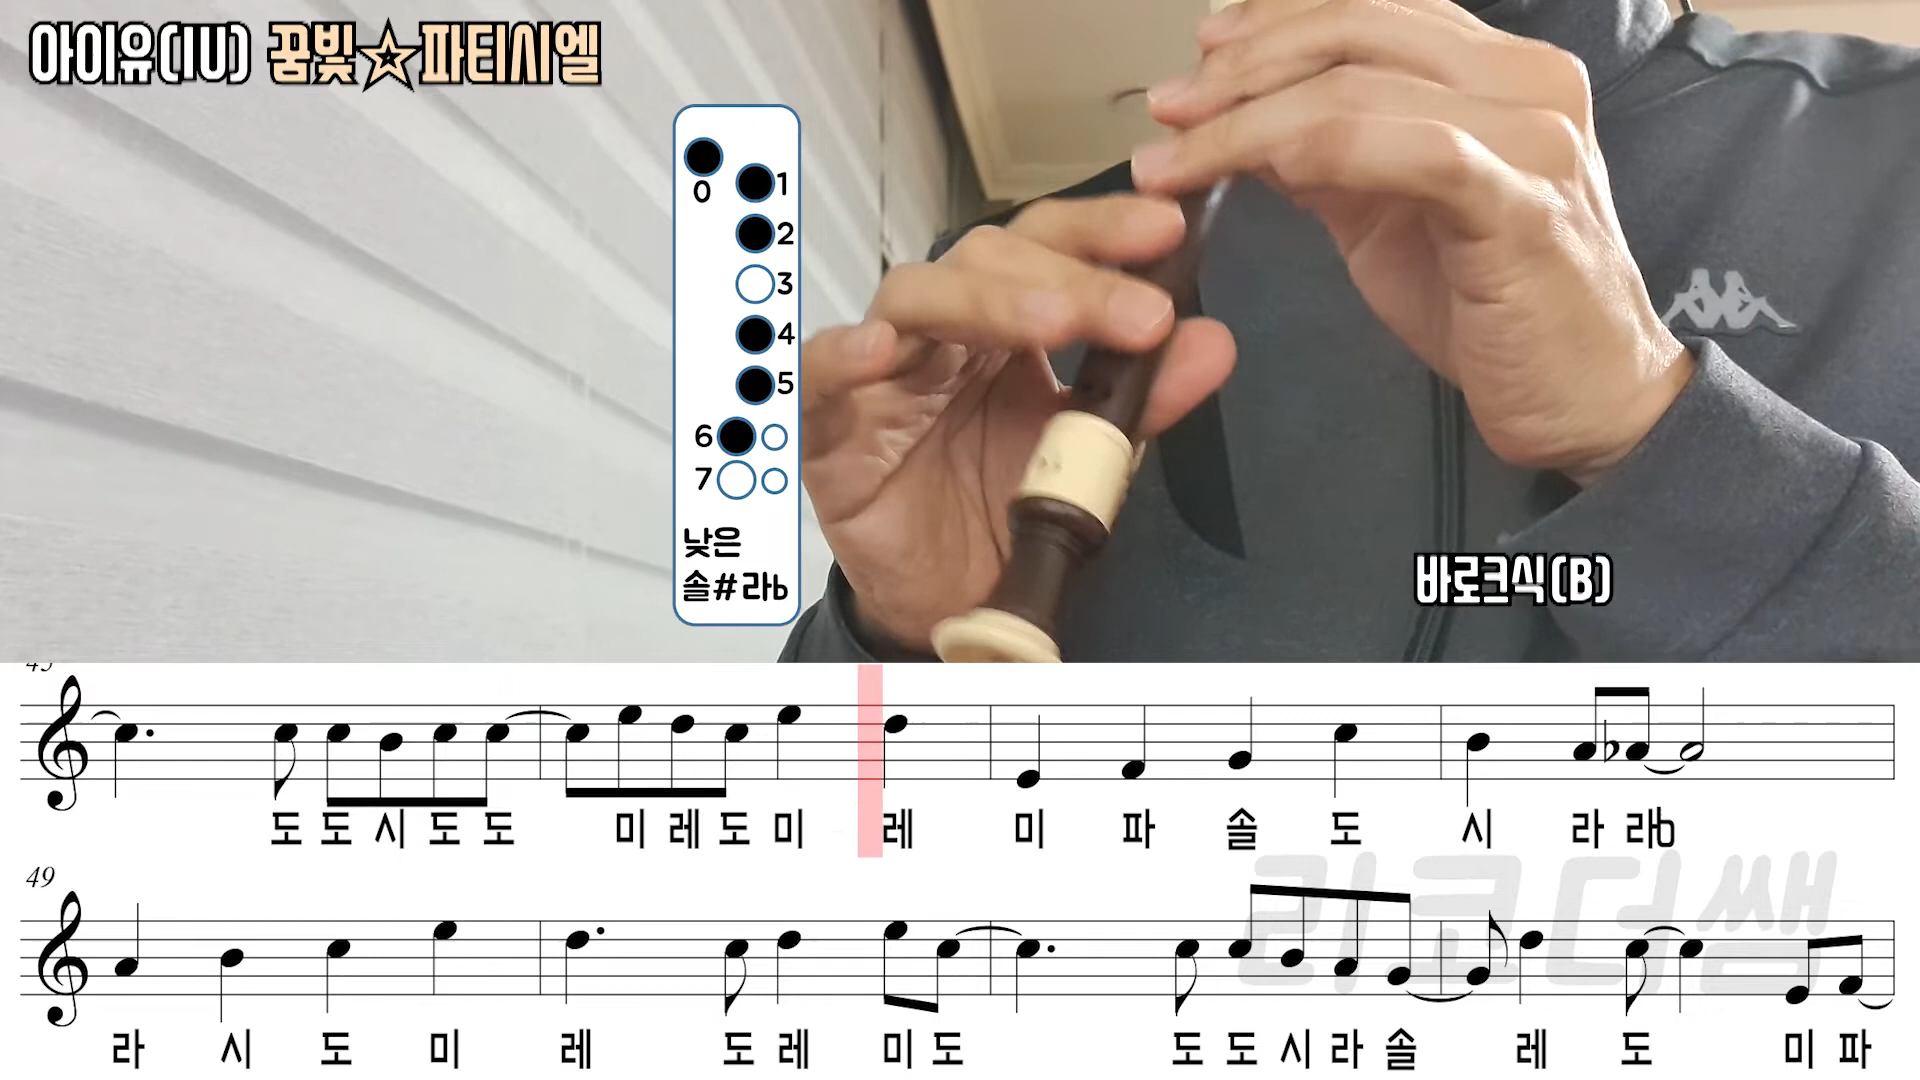 아이유(IU) 꿈빛☆파티시엘
0
1
2
3
4
5
6
7
낮은
솔#라b
바로크식(B)
45
도 도 시 도 도 미 레 도 미 레 미 파 솔 도 시 라 라b
리코더쌤
49
라 시 도 미 레 도 레 미 도 도 도 시 라 솔 레 도 미 파